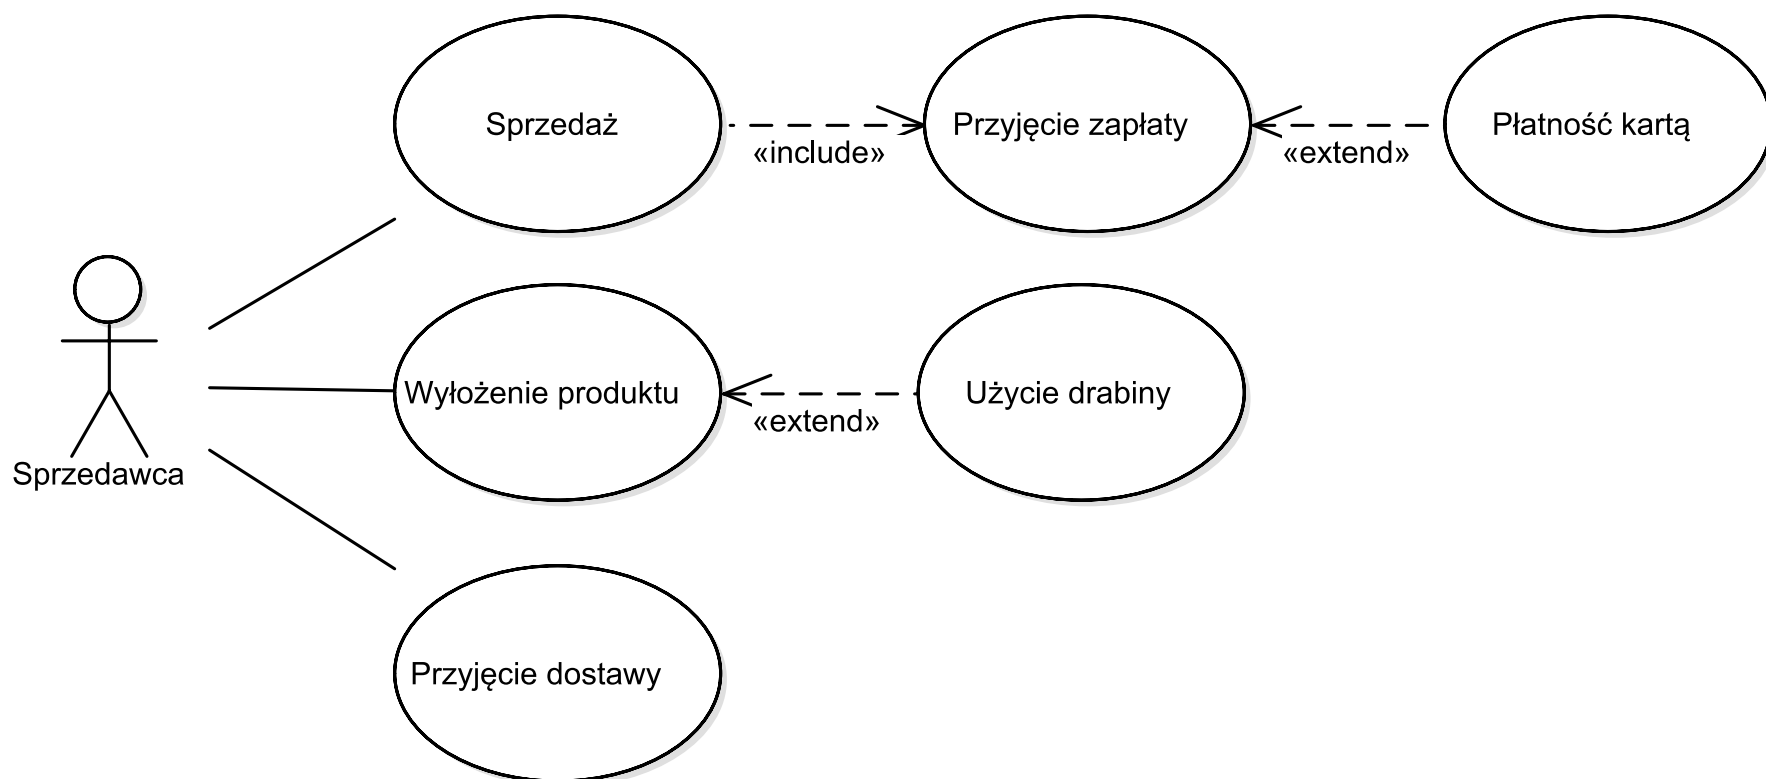 Sprzedaż
«include»
Przyjęcie zapłaty
«extend»
Płatność kartą
Sprzedawca
Wyłożenie produktu
«extend»
Użycie drabiny
Przyjęcie dostawy